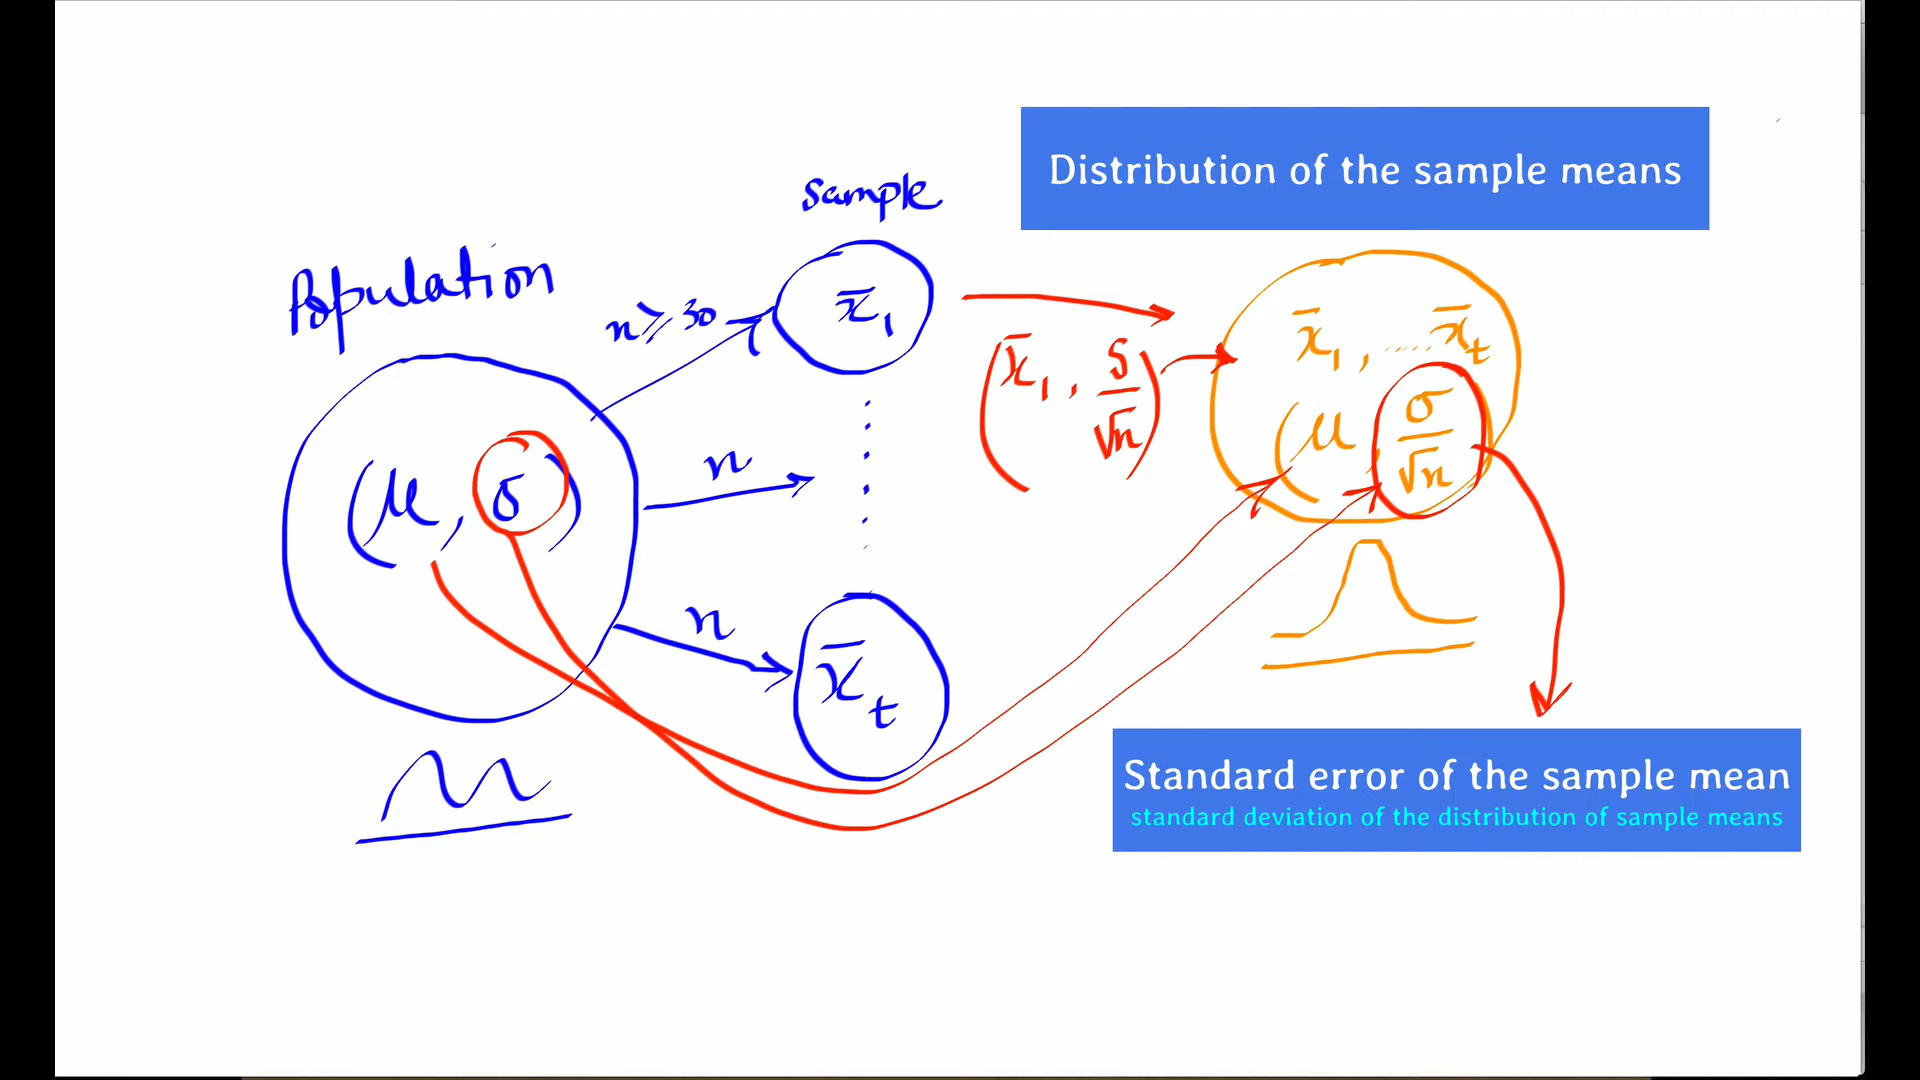 Distribution of the sample means
sample
Population
n ≥ 30
x̄₁
x̄₁, ..... x̄ₜ
(x̄₁, S/√n)
(μ, σ/√n)
n
(μ, σ)
n
x̄ₜ
Standard error of the sample mean
standard deviation of the distribution of sample means